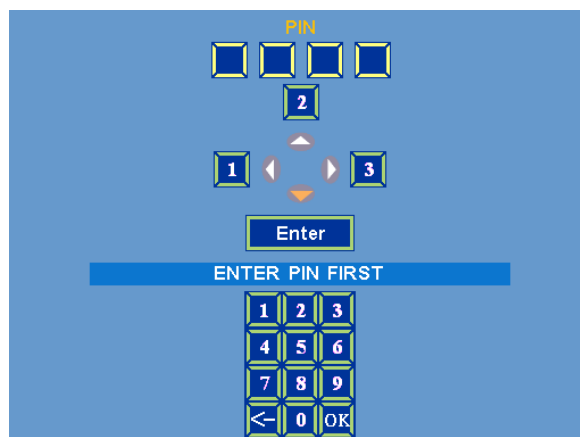 PIN
2
1 3
Enter
ENTER PIN FIRST
1 2 3
4 5 6
7 8 9
<- 0 OK